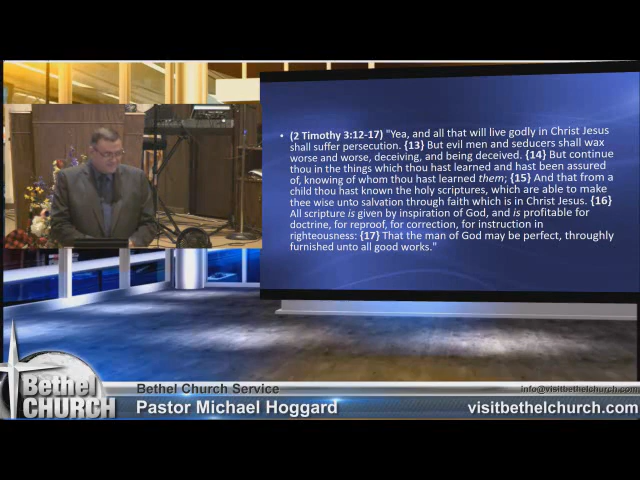 • (2 Timothy 3:12-17) "Yea, and all that will live godly in Christ Jesus
shall suffer persecution. {13} But evil men and seducers shall wax
worse and worse, deceiving, and being deceived. {14} But continue
thou in the things which thou hast learned and hast been assured
of, knowing of whom thou hast learned them; {15} And that from a
child thou hast known the holy scriptures, which are able to make
thee wise unto salvation through faith which is in Christ Jesus. {16}
All scripture is given by inspiration of God, and is profitable for
doctrine, for reproof, for correction, for instruction in
righteousness: {17} That the man of God may be perfect, throughly
furnished unto all good works."
Bethel
CHURCH
Bethel Church Service
info@visitbethelchurch.com
Pastor Michael Hoggard
visitbethelchurch.com